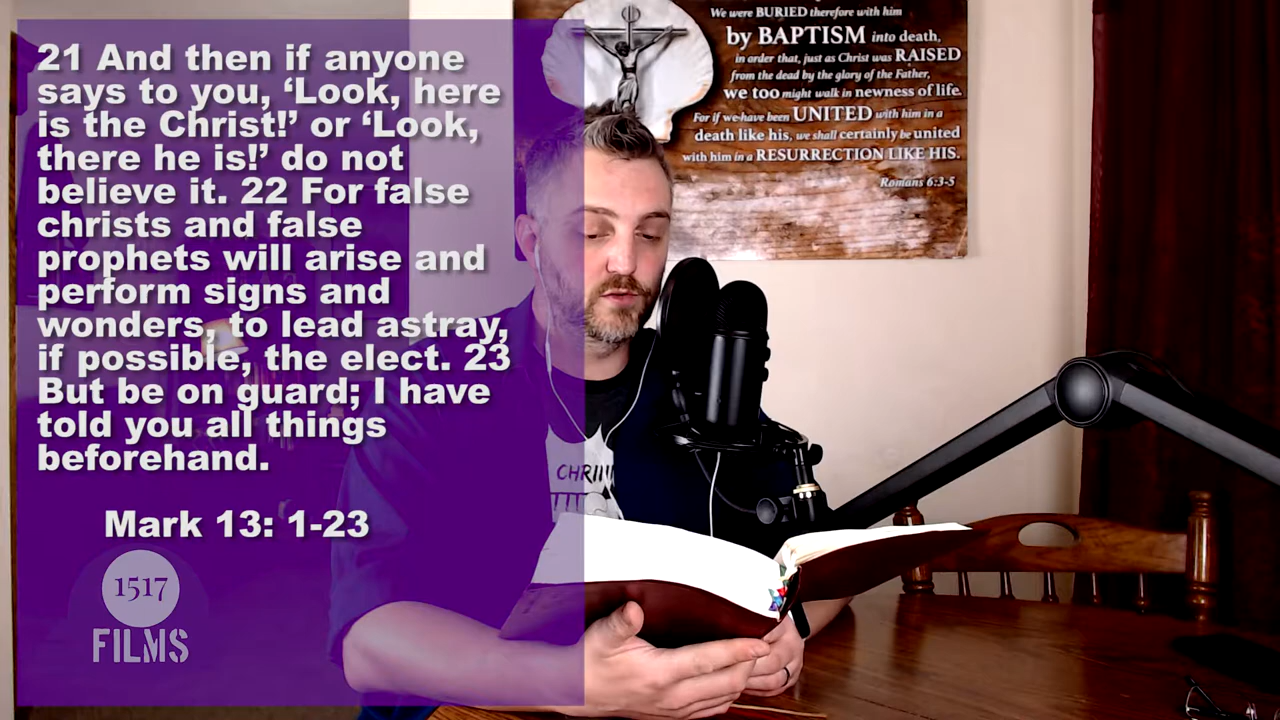 21 And then if anyone
says to you, ‘Look, here
is the Christ!’ or ‘Look,
there he is!’ do not
believe it. 22 For false
christs and false
prophets will arise and
perform signs and
wonders, to lead astray,
if possible, the elect. 23
But be on guard; I have
told you all things
beforehand.
Mark 13: 1-23
1517
FILMS
We were BURIED therefore with him
by BAPTISM into death,
in order that, just as Christ was RAISED
from the dead by the glory of the Father,
we too might walk in newness of life.
For if we have been UNITED with him in a
death like his, we shall certainly be united
with him in a RESURRECTION LIKE HIS.
Romans 6:3-5